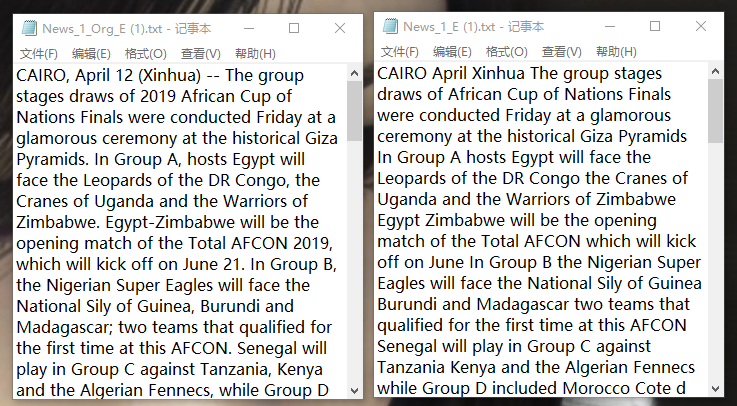 News_1_Org_E (1).txt - 记事本
文件(F) 编辑(E) 格式(O) 查看(V) 帮助(H)
CAIRO, April 12 (Xinhua) -- The group
stages draws of 2019 African Cup of
Nations Finals were conducted Friday at a
glamorous ceremony at the historical Giza
Pyramids. In Group A, hosts Egypt will
face the Leopards of the DR Congo, the
Cranes of Uganda and the Warriors of
Zimbabwe. Egypt-Zimbabwe will be the
opening match of the Total AFCON 2019,
which will kick off on June 21. In Group B,
the Nigerian Super Eagles will face the
National Sily of Guinea, Burundi and
Madagascar; two teams that qualified for
the first time at this AFCON. Senegal will
play in Group C against Tanzania, Kenya
and the Algerian Fennecs, while Group D
News_1_E (1).txt - 记事本
文件(F) 编辑(E) 格式(O) 查看(V) 帮助(H)
CAIRO April Xinhua The group stages
draws of African Cup of Nations Finals
were conducted Friday at a glamorous
ceremony at the historical Giza Pyramids
In Group A hosts Egypt will face the
Leopards of the DR Congo the Cranes of
Uganda and the Warriors of Zimbabwe
Egypt Zimbabwe will be the opening
match of the Total AFCON which will kick
off on June In Group B the Nigerian Super
Eagles will face the National Sily of Guinea
Burundi and Madagascar two teams that
qualified for the first time at this AFCON
Senegal will play in Group C against
Tanzania Kenya and the Algerian Fennecs
while Group D included Morocco Cote d